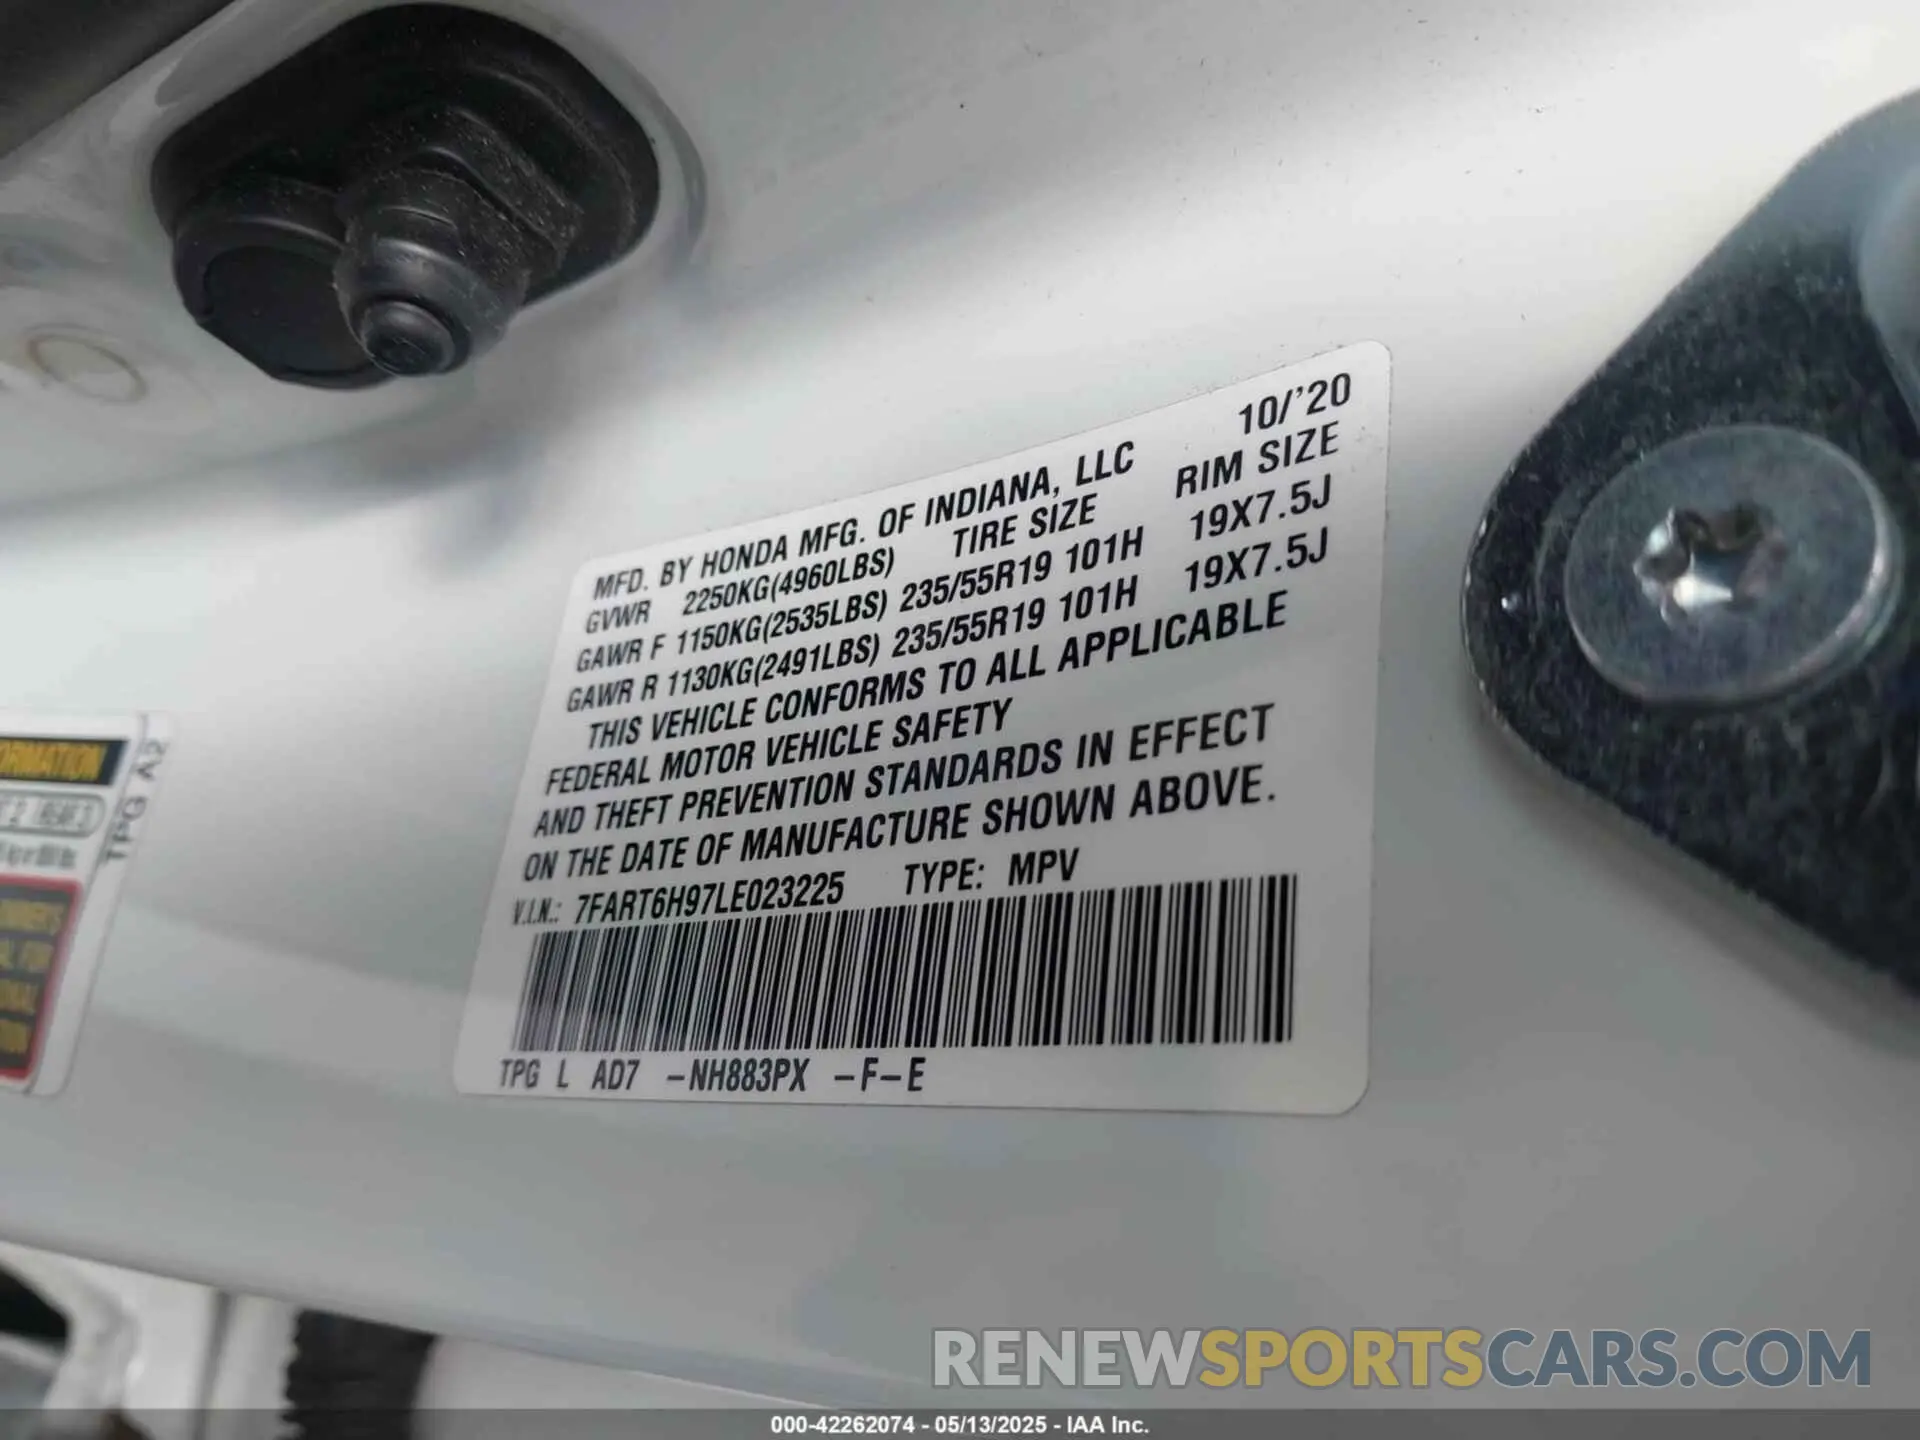 MFD. BY HONDA MFG. OF INDIANA, LLC 10/'20
GVWR 2250KG(4960LBS) TIRE SIZE RIM SIZE
GAWR F 1150KG(2535LBS) 235/55R19 101H 19X7.5J
GAWR R 1130KG(2491LBS) 235/55R19 101H 19X7.5J
THIS VEHICLE CONFORMS TO ALL APPLICABLE
FEDERAL MOTOR VEHICLE SAFETY
AND THEFT PREVENTION STANDARDS IN EFFECT
ON THE DATE OF MANUFACTURE SHOWN ABOVE.
V.I.N.: 7FART6H97LE023225 TYPE: MPV
TPG L AD7 -NH883PX -F-E
TPG A2
RENEWSPORTSCARS.COM
000-42262074 - 05/13/2025 - IAA Inc.